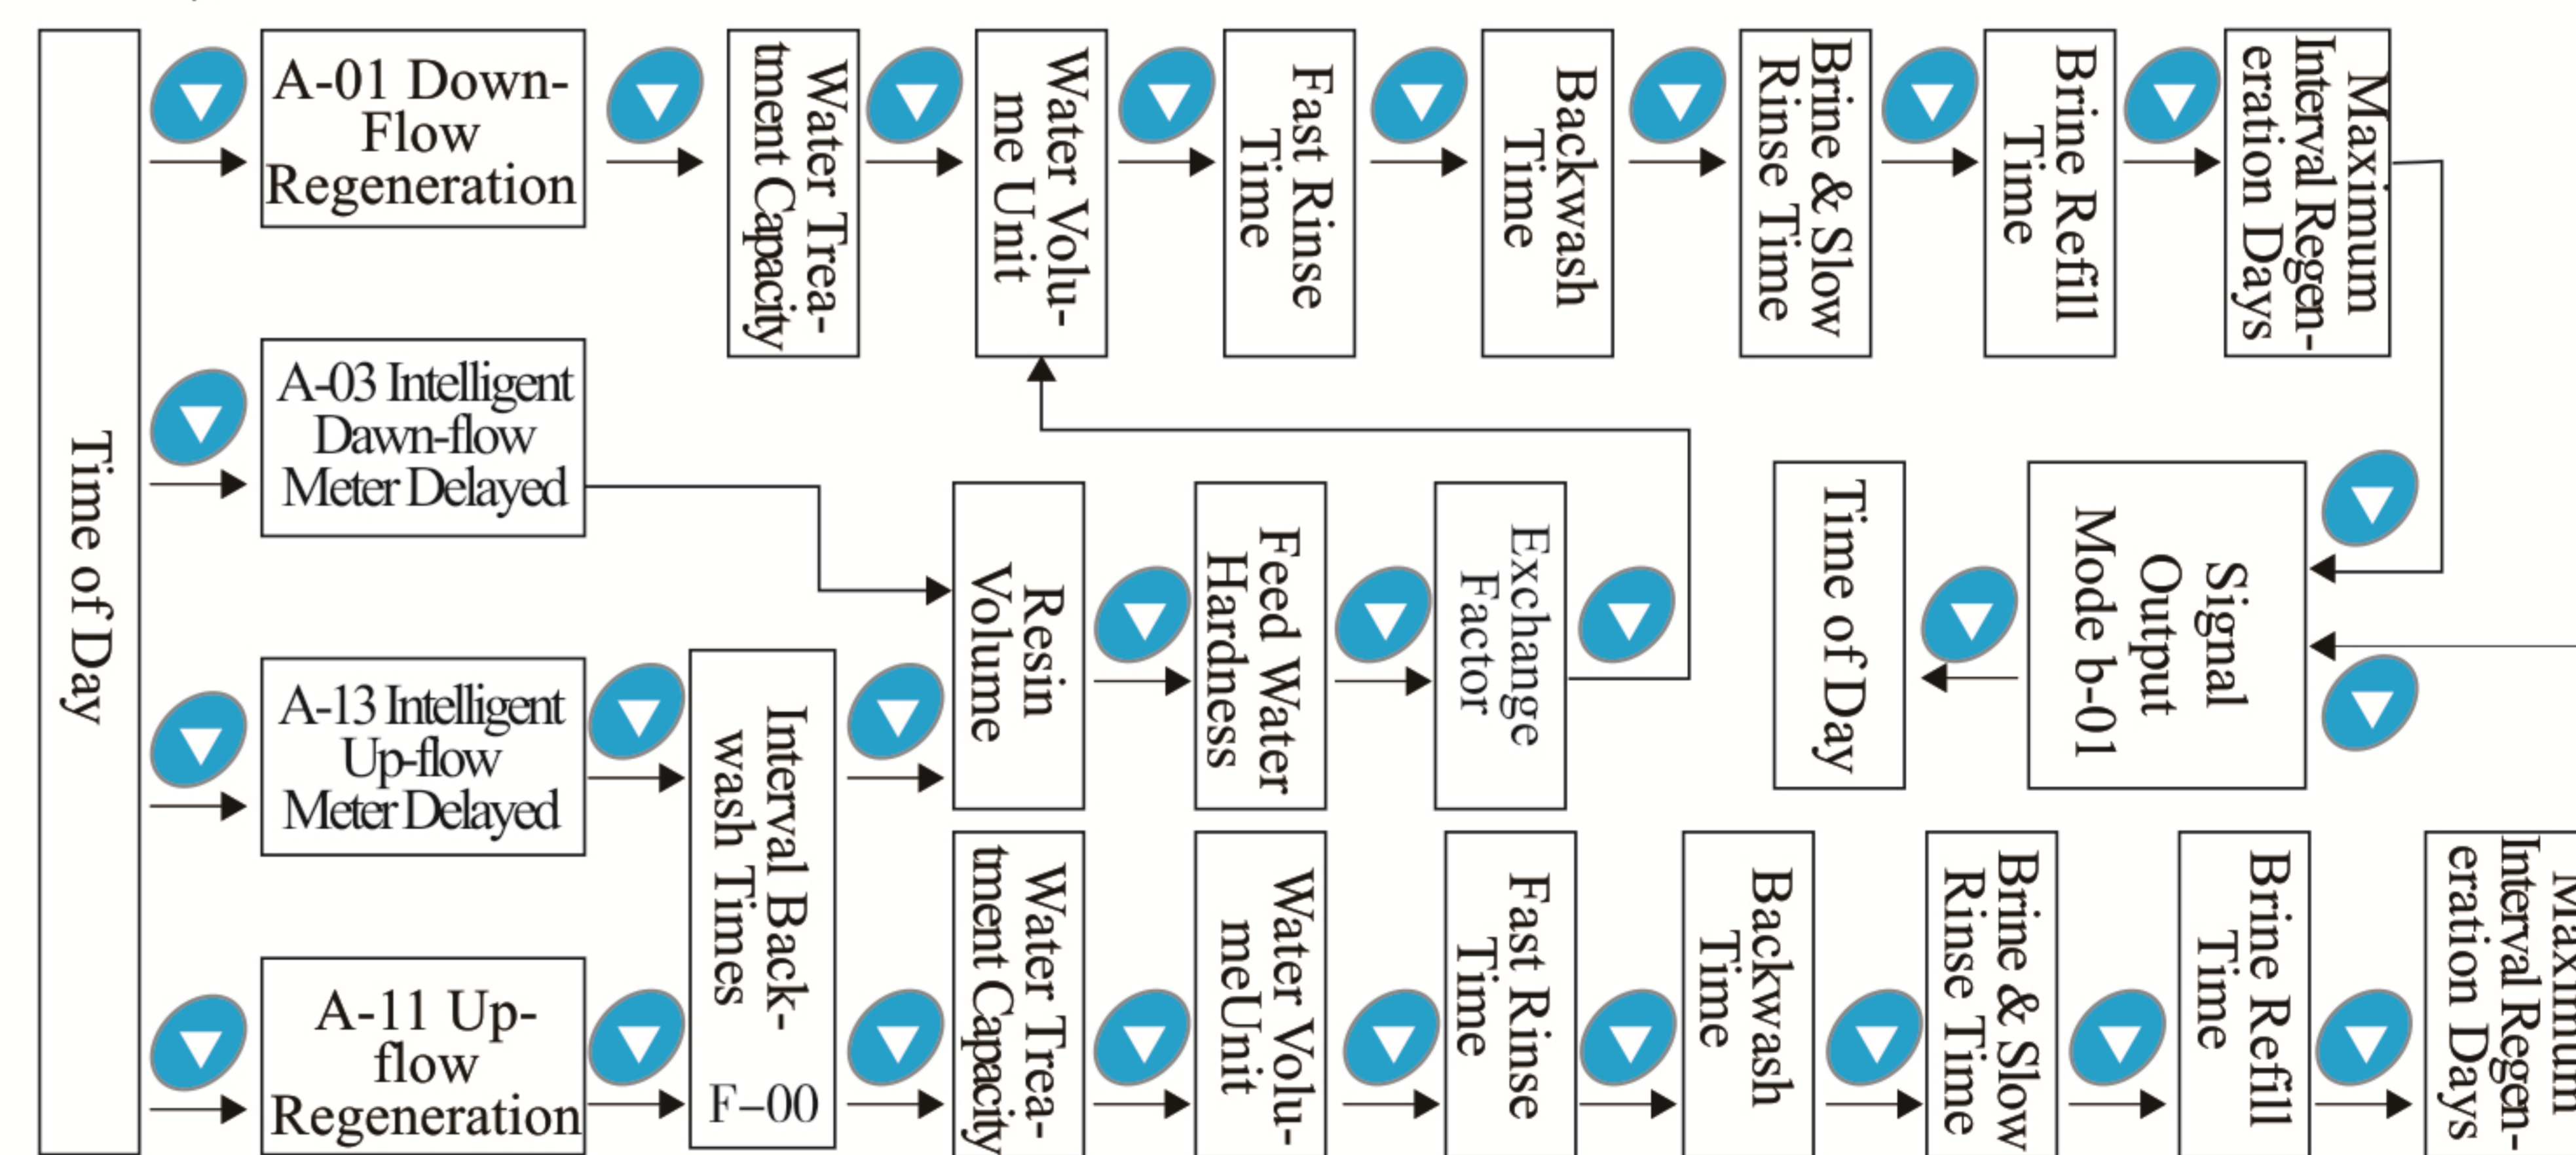 Time of Day
A-01 Down-
Flow
Regeneration
Water Trea-
tment Capacity
Water Volu-
me Unit
Fast Rinse
Time
Backwash
Time
Brine & Slow
Rinse Time
Brine Refill
Time
Maximum
Interval Regen-
eration Days
A-03 Intelligent
Dawn-flow
Meter Delayed
Resin
Volume
Feed Water
Hardness
Exchange
Factor
Time of Day
Signal
Output
Mode b-01
A-13 Intelligent
Up-flow
Meter Delayed
Interval Back-
wash Times
F-00
A-11 Up-
flow
Regeneration
Water Trea-
tment Capacity
Water Volu-
meUnit
Fast Rinse
Time
Backwash
Time
Brine & Slow
Rinse Time
Brine Refill
Time
Maximum
Interval Regen-
eration Days